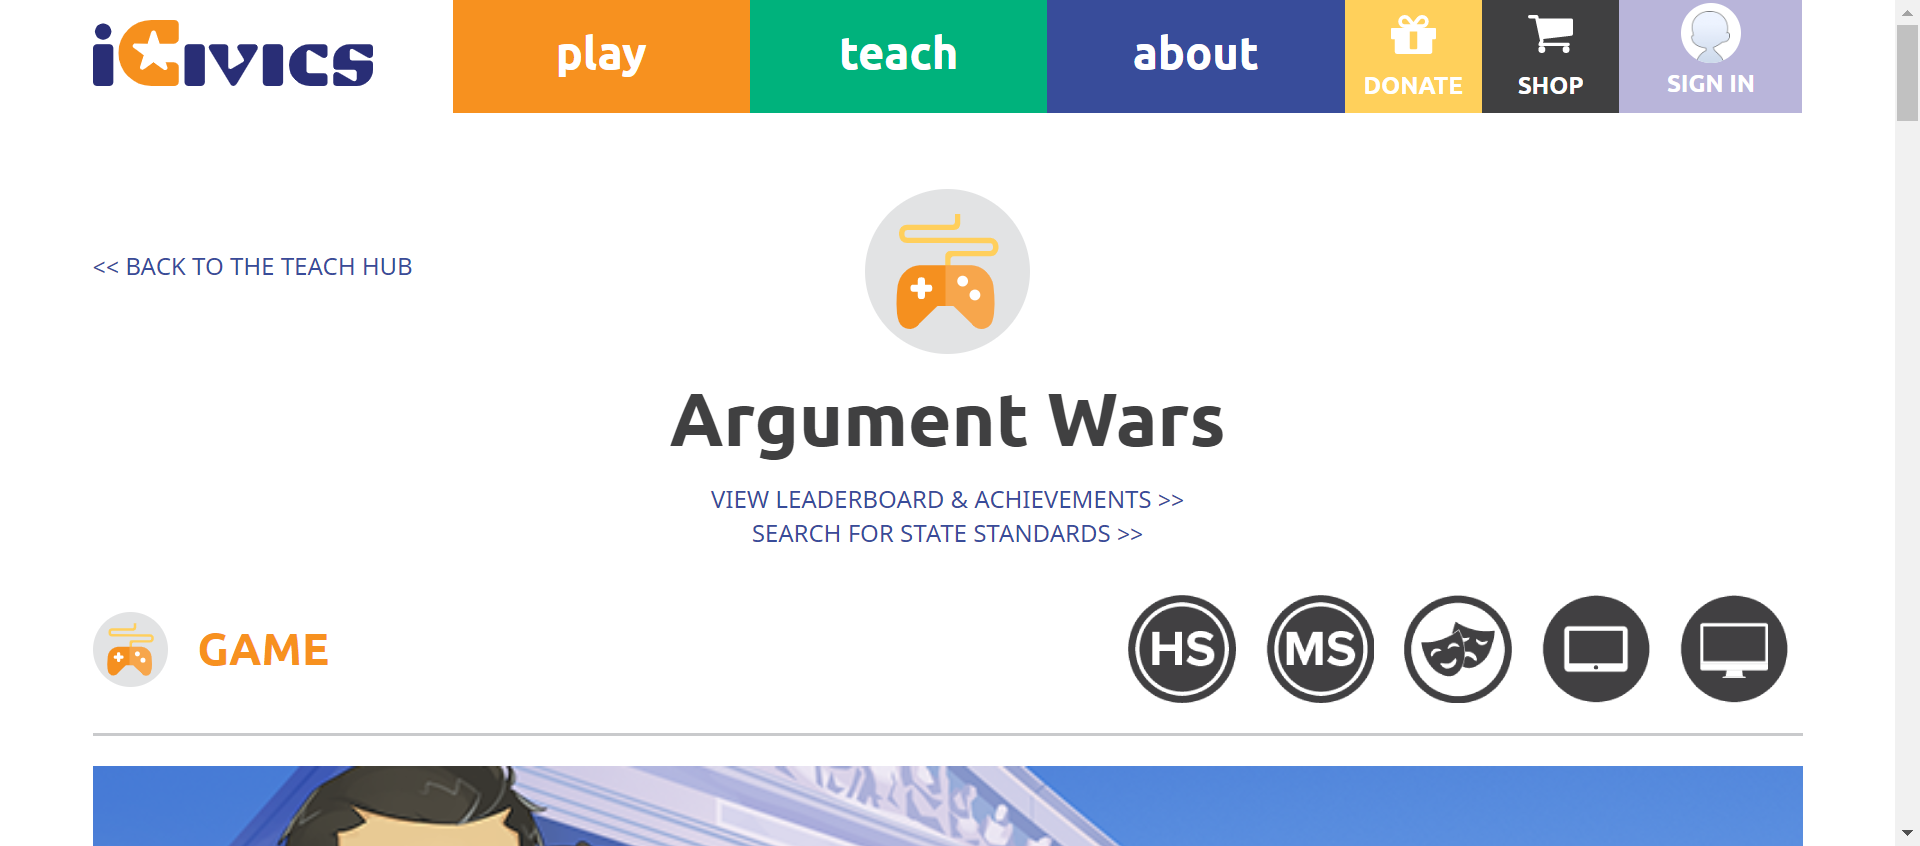 iCivics
play
teach
about
DONATE
SHOP
SIGN IN
<< BACK TO THE TEACH HUB
Argument Wars
VIEW LEADERBOARD & ACHIEVEMENTS >>
SEARCH FOR STATE STANDARDS >>
GAME
HS
MS